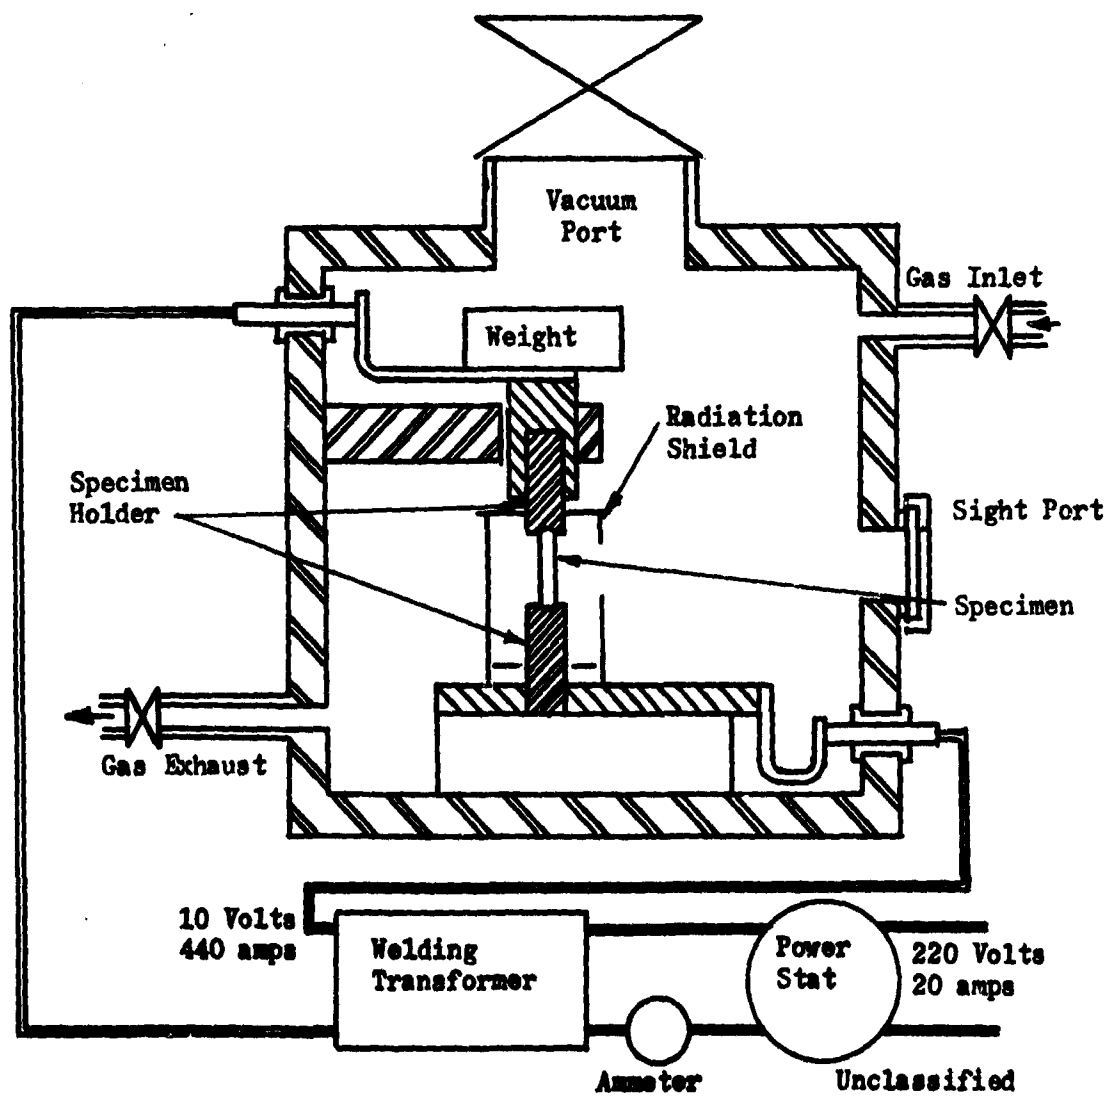 Vacuum
Port
Gas Inlet
Weight
Radiation
Shield
Specimen
Holder
Sight Port
Specimen
Gas Exhaust
10 Volts
440 amps
Welding
Transformer
Power
Stat
220 Volts
20 amps
Ammeter
Unclassified